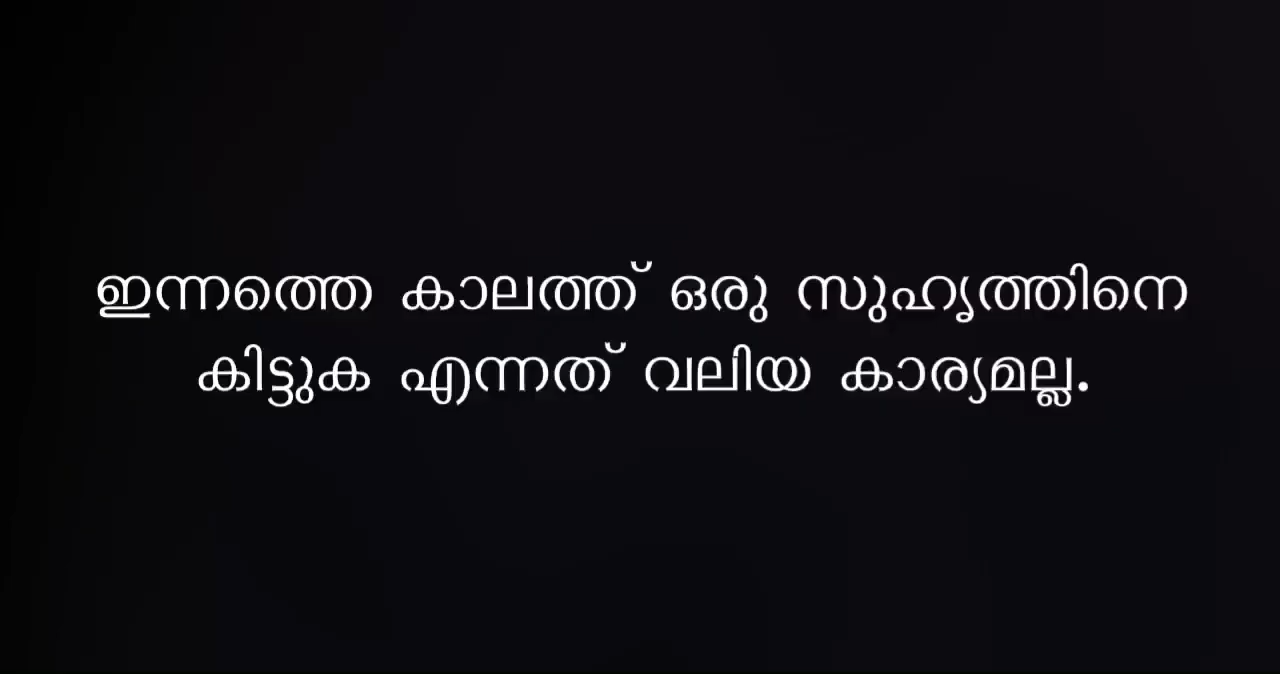 ഇന്നത്തെ കാലത്ത് ഒരു സുഹൃത്തിനെ
കിട്ടുക എന്നത് വലിയ കാര്യമല്ല.